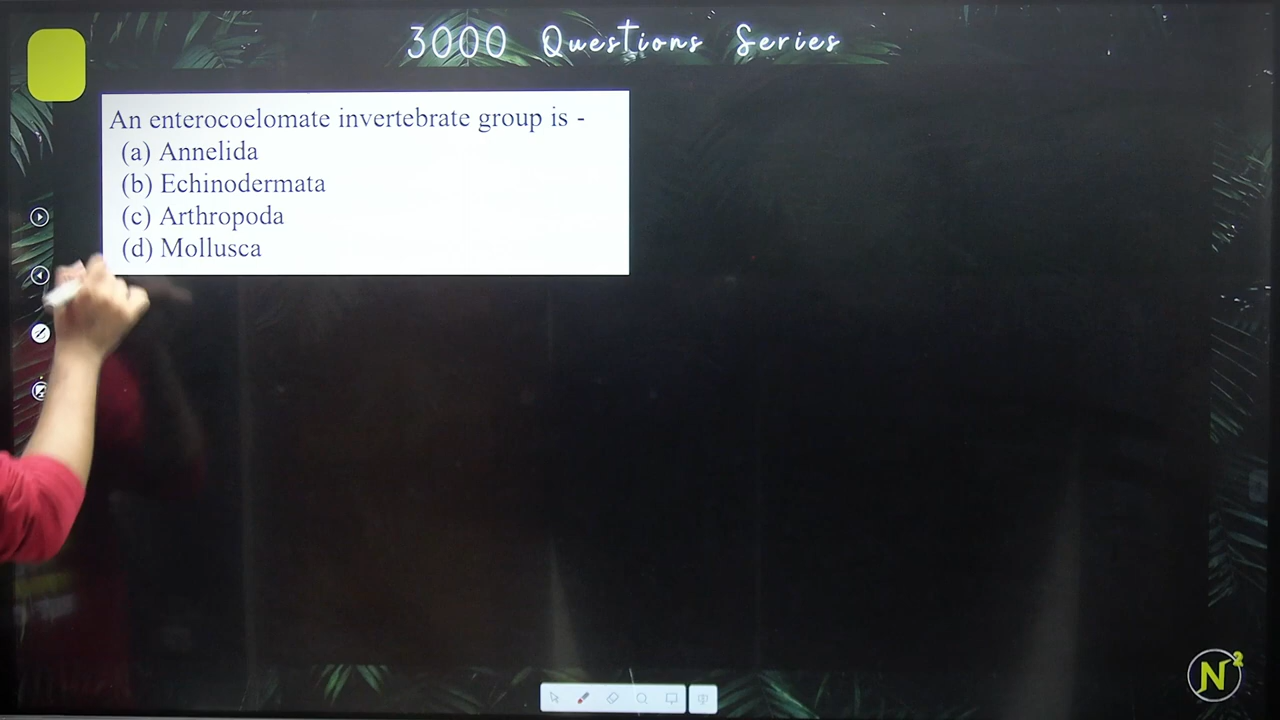 3000 Questions Series
An enterocoelomate invertebrate group is -
(a) Annelida
(b) Echinodermata
(c) Arthropoda
(d) Mollusca
N²